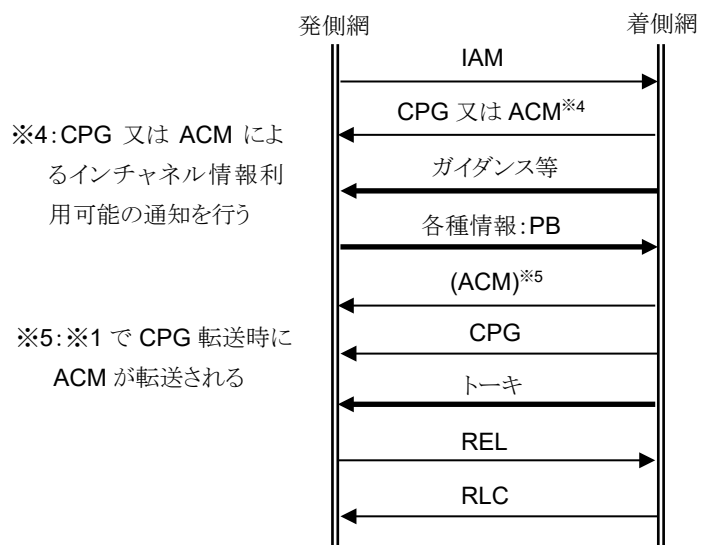 発側網 着側網
IAM
CPG 又は ACM※4
※4:CPG 又は ACM によ
るインチャネル情報利
用可能の通知を行う
ガイダンス等
各種情報:PB
(ACM)※5
※5:※1 で CPG 転送時に
ACM が転送される
CPG
トーキ
REL
RLC